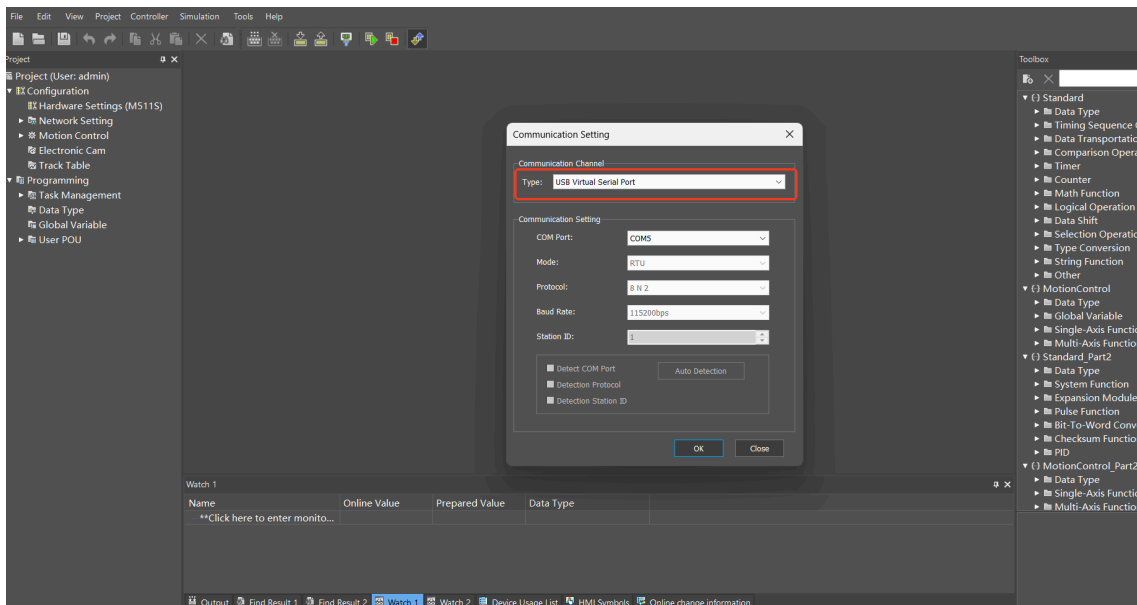 File Edit View Project Controller Simulation Tools Help
Project
Project (User: admin)
Configuration
Hardware Settings (M511S)
Network Setting
Motion Control
Electronic Cam
Track Table
Programming
Task Management
Data Type
Global Variable
User POU
Communication Setting
Communication Channel
Type: USB Virtual Serial Port
Communication Setting
COM Port: COM5
Mode: RTU
Protocol: 8 N 2
Baud Rate: 115200bps
Station ID: 1
Detect COM Port Auto Detection
Detection Protocol
Detection Station ID
OK Close
Toolbox
Standard
Data Type
Timing Sequence
Data Transportatio
Comparison Opera
Timer
Counter
Math Function
Logical Operation
Data Shift
Selection Operatio
Type Conversion
String Function
Other
MotionControl
Data Type
Global Variable
Single-Axis Functio
Multi-Axis Functio
Standard_Part2
Data Type
System Function
Expansion Module
Pulse Function
Bit-To-Word Conv
Checksum Functio
PID
MotionControl_Part2
Data Type
Single-Axis Functio
Multi-Axis Functio
Watch 1
Name Online Value Prepared Value Data Type
**Click here to enter monito...
Output Find Result 1 Find Result 2 Watch 1 Watch 2 Device Usage List HMI Symbols Online change information